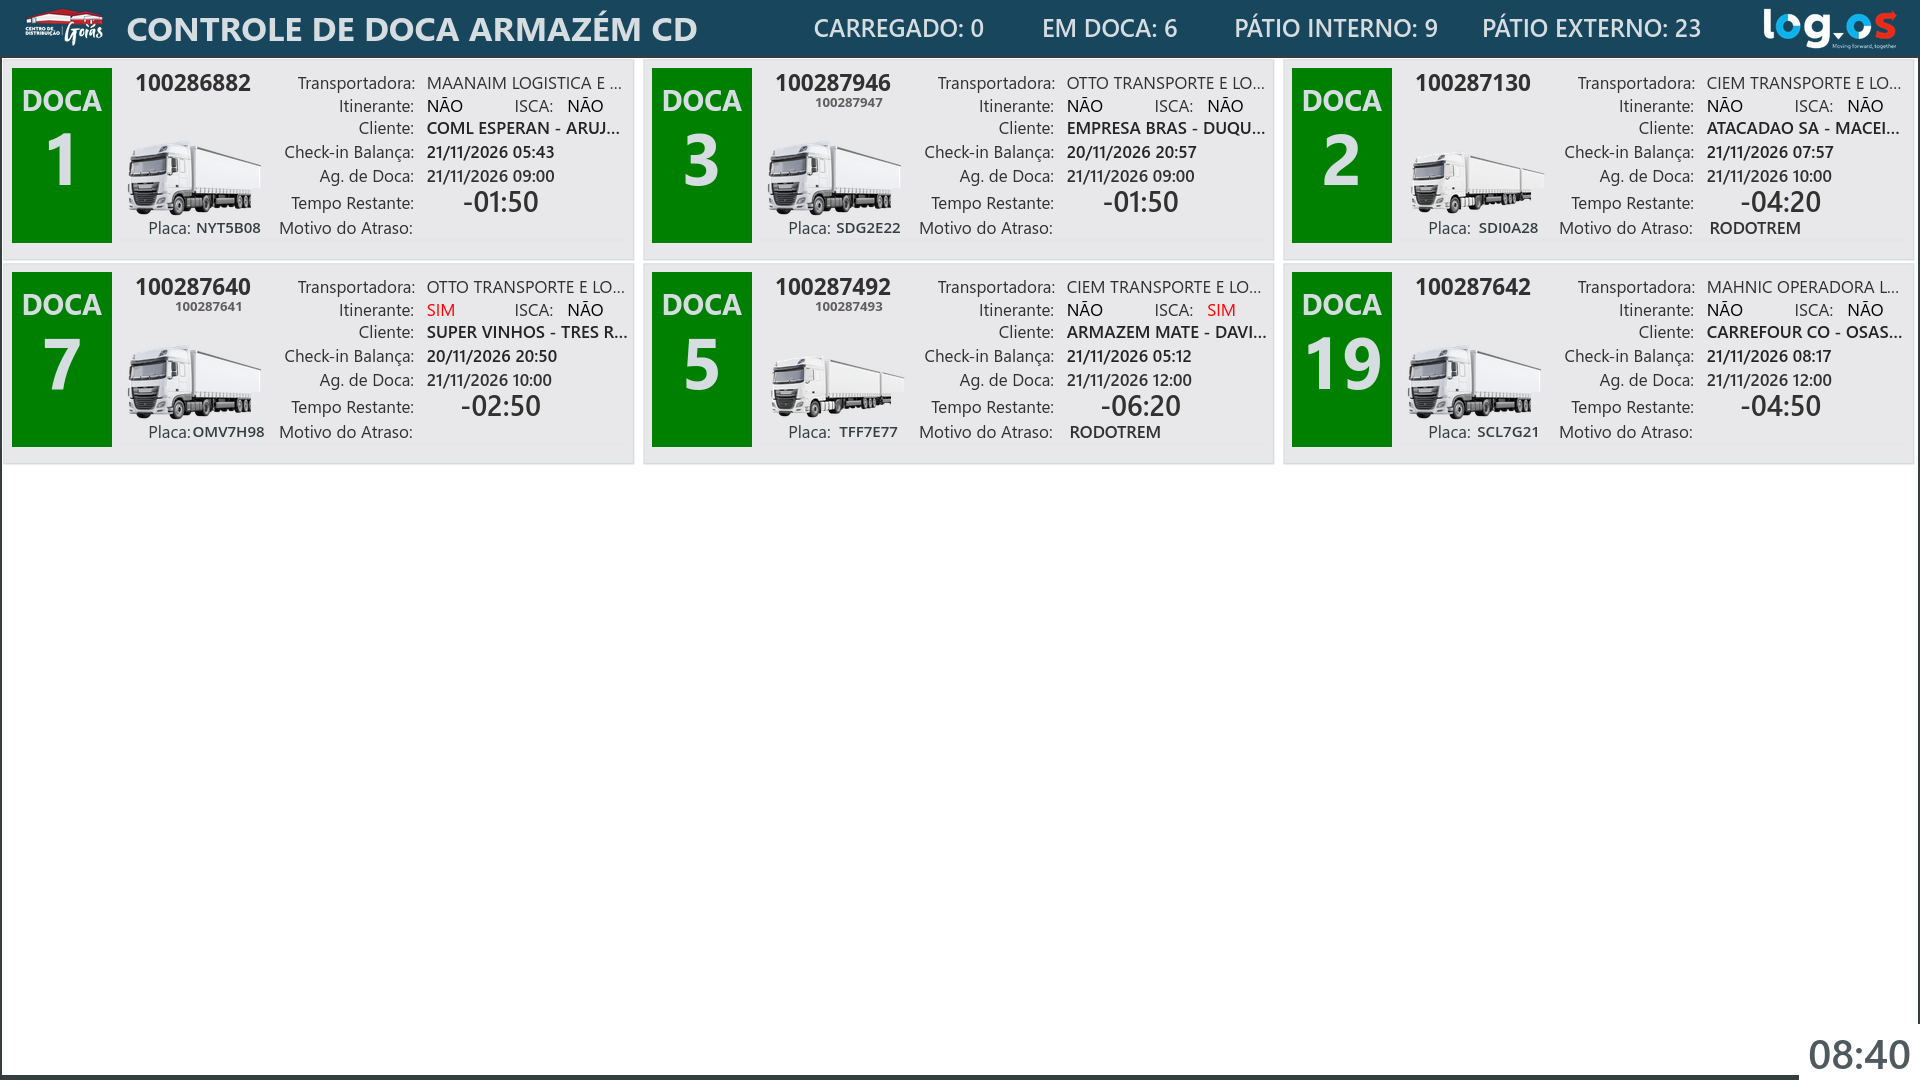 CENTRO DE DISTRIBUIÇÃO Goiás
CONTROLE DE DOCA ARMAZÉM CD
CARREGADO: 0
EM DOCA: 6
PÁTIO INTERNO: 9
PÁTIO EXTERNO: 23
log.os
Moving forward, together
DOCA
1
100286882
Transportadora: MAANAIM LOGISTICA E ...
Itinerante: NÃO ISCA: NÃO
Cliente: COML ESPERAN - ARUJ...
Check-in Balança: 21/11/2026 05:43
Ag. de Doca: 21/11/2026 09:00
Tempo Restante: -01:50
Placa: NYT5B08 Motivo do Atraso:
DOCA
3
100287946
100287947
Transportadora: OTTO TRANSPORTE E LO...
Itinerante: NÃO ISCA: NÃO
Cliente: EMPRESA BRAS - DUQU...
Check-in Balança: 20/11/2026 20:57
Ag. de Doca: 21/11/2026 09:00
Tempo Restante: -01:50
Placa: SDG2E22 Motivo do Atraso:
DOCA
2
100287130
Transportadora: CIEM TRANSPORTE E LO...
Itinerante: NÃO ISCA: NÃO
Cliente: ATACADAO SA - MACEI...
Check-in Balança: 21/11/2026 07:57
Ag. de Doca: 21/11/2026 10:00
Tempo Restante: -04:20
Placa: SDI0A28 Motivo do Atraso: RODOTREM
DOCA
7
100287640
100287641
Transportadora: OTTO TRANSPORTE E LO...
Itinerante: SIM ISCA: NÃO
Cliente: SUPER VINHOS - TRES R...
Check-in Balança: 20/11/2026 20:50
Ag. de Doca: 21/11/2026 10:00
Tempo Restante: -02:50
Placa: OMV7H98 Motivo do Atraso:
DOCA
5
100287492
100287493
Transportadora: CIEM TRANSPORTE E LO...
Itinerante: NÃO ISCA: SIM
Cliente: ARMAZEM MATE - DAVI...
Check-in Balança: 21/11/2026 05:12
Ag. de Doca: 21/11/2026 12:00
Tempo Restante: -06:20
Placa: TFF7E77 Motivo do Atraso: RODOTREM
DOCA
19
100287642
Transportadora: MAHNIC OPERADORA L...
Itinerante: NÃO ISCA: NÃO
Cliente: CARREFOUR CO - OSAS...
Check-in Balança: 21/11/2026 08:17
Ag. de Doca: 21/11/2026 12:00
Tempo Restante: -04:50
Placa: SCL7G21 Motivo do Atraso:
08:40